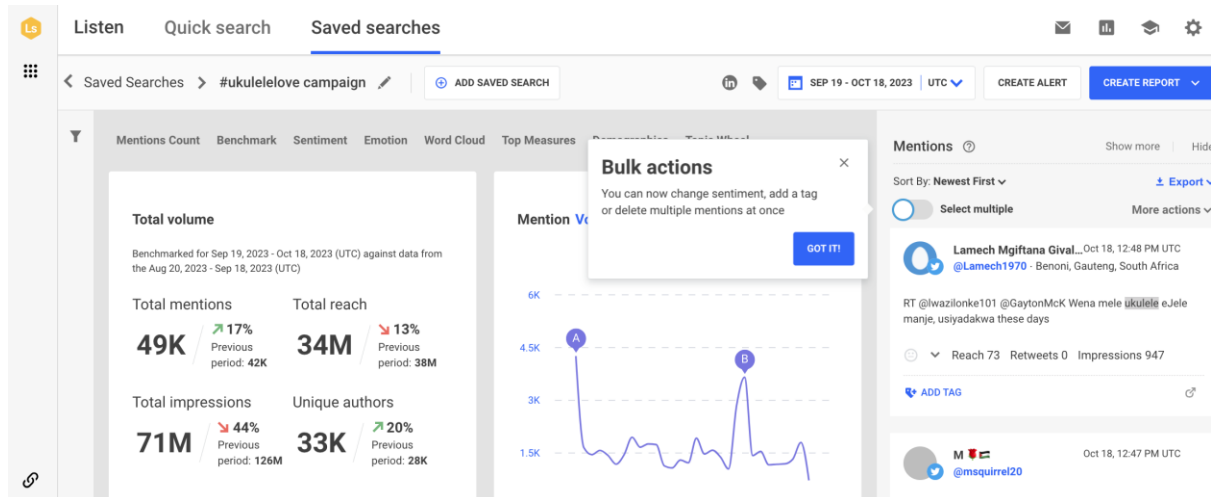 Ls
Listen Quick search Saved searches
Saved Searches #ukulelelove campaign
ADD SAVED SEARCH
SEP 19 - OCT 18, 2023 UTC
CREATE ALERT
CREATE REPORT
Mentions Count Benchmark Sentiment Emotion Word Cloud Top Measures Demographics Topic Wheel
Total volume
Benchmarked for Sep 19, 2023 - Oct 18, 2023 (UTC) against data from
the Aug 20, 2023 - Sep 18, 2023 (UTC)
Total mentions
49K
17%
Previous
period: 42K
Total reach
34M
13%
Previous
period: 38M
Total impressions
71M
44%
Previous
period: 126M
Unique authors
33K
20%
Previous
period: 28K
Mention
Bulk actions
You can now change sentiment, add a tag
or delete multiple mentions at once
GOT IT!
6K
4.5K
3K
1.5K
A
B
Mentions
Show more Hide
Sort By: Newest First
Export
Select multiple
More actions
Lamech Mgiftana Gival... Oct 18, 12:48 PM UTC
@Lamech1970 - Benoni, Gauteng, South Africa
RT @lwazilonke101 @GaytonMcK Wena mele ukulele eJele
manje, usiyadakwa these days
Reach 73 Retweets 0 Impressions 947
ADD TAG
M Oct 18, 12:47 PM UTC
@msquirrel20